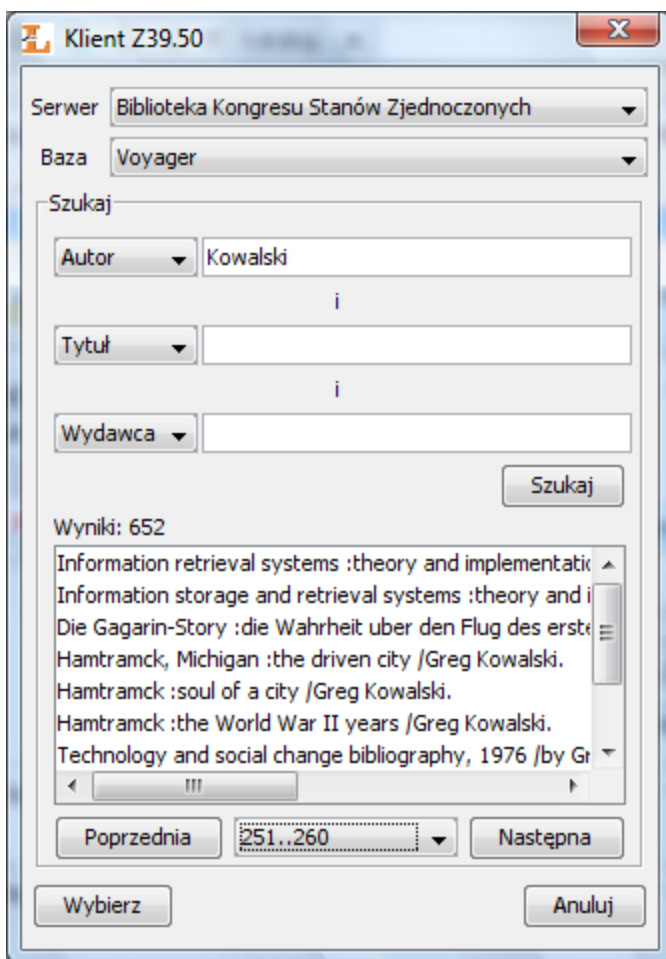 Klient Z39.50
Serwer Biblioteka Kongresu Stanów Zjednoczonych
Baza Voyager
Szukaj
Autor Kowalski
i
Tytuł
i
Wydawca
Szukaj
Wyniki: 652
Information retrieval systems :theory and implementatio
Information storage and retrieval systems :theory and i
Die Gagarin-Story :die Wahrheit uber den Flug des erste
Hamtramck, Michigan :the driven city /Greg Kowalski.
Hamtramck :soul of a city /Greg Kowalski.
Hamtramck :the World War II years /Greg Kowalski.
Technology and social change bibliography, 1976 /by Gr
Poprzednia 251..260 Następna
Wybierz Anuluj